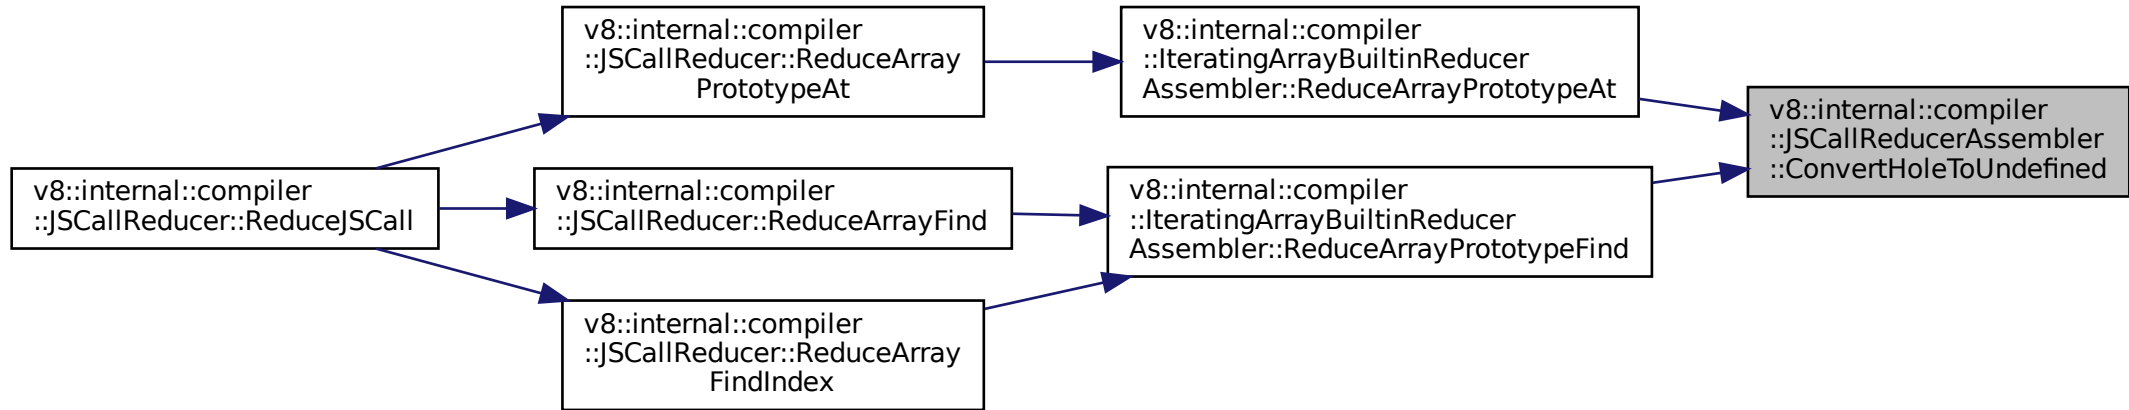 v8::internal::compiler
::JSCallReducer::ReduceJSCall
v8::internal::compiler
::JSCallReducer::ReduceArray
PrototypeAt
v8::internal::compiler
::JSCallReducer::ReduceArrayFind
v8::internal::compiler
::JSCallReducer::ReduceArray
FindIndex
v8::internal::compiler
::IteratingArrayBuiltinReducer
Assembler::ReduceArrayPrototypeAt
v8::internal::compiler
::IteratingArrayBuiltinReducer
Assembler::ReduceArrayPrototypeFind
v8::internal::compiler
::JSCallReducerAssembler
::ConvertHoleToUndefined